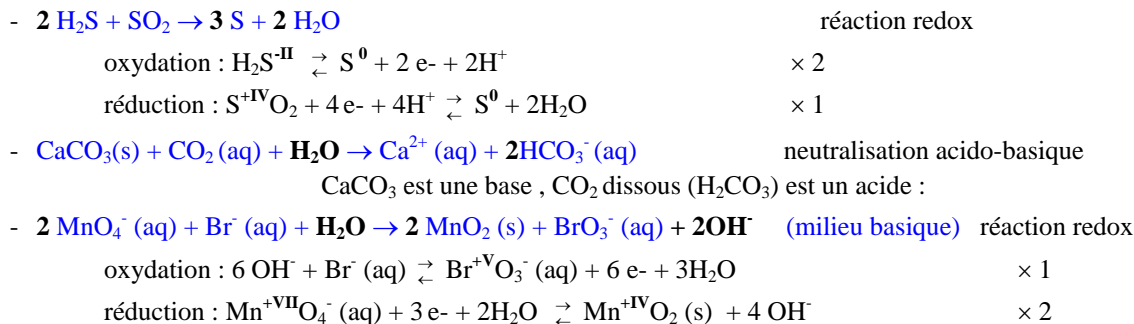 - 2 H₂S + SO₂ → 3 S + 2 H₂O réaction redox
oxydation : H₂S⁻ᴵᴵ ⇄ S⁰ + 2 e- + 2H⁺ × 2
réduction : S⁺ᴵⱽO₂ + 4 e- + 4H⁺ ⇄ S⁰ + 2H₂O × 1
- CaCO₃(s) + CO₂ (aq) + H₂O → Ca²⁺ (aq) + 2HCO₃⁻ (aq) neutralisation acido-basique
CaCO₃ est une base , CO₂ dissous (H₂CO₃) est un acide :
- 2 MnO₄⁻ (aq) + Br⁻ (aq) + H₂O → 2 MnO₂ (s) + BrO₃⁻ (aq) + 2OH⁻ (milieu basique) réaction redox
oxydation : 6 OH⁻ + Br⁻ (aq) ⇄ Br⁺ⱽO₃⁻ (aq) + 6 e- + 3H₂O × 1
réduction : Mn⁺ⱽᴵᴵO₄⁻ (aq) + 3 e- + 2H₂O ⇄ Mn⁺ᴵⱽO₂ (s) + 4 OH⁻ × 2